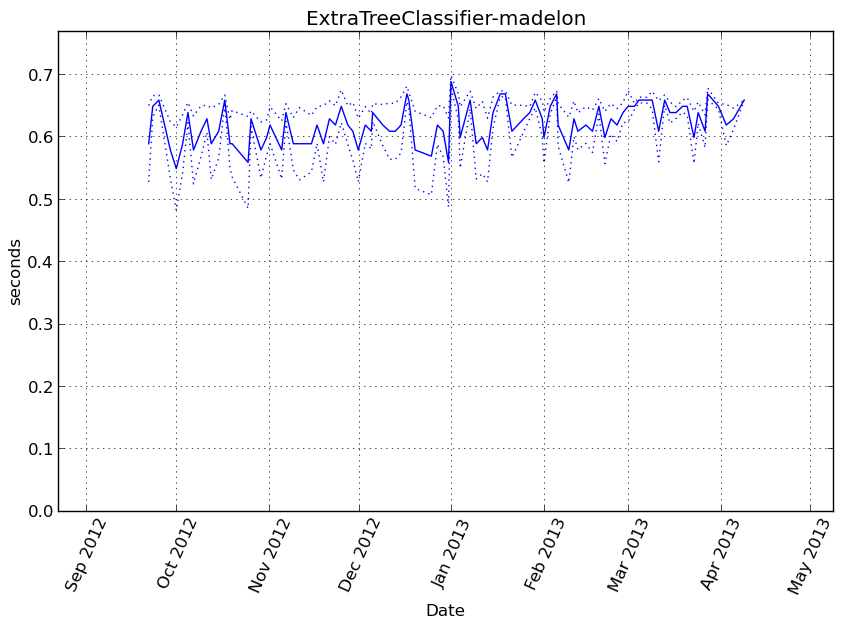 ExtraTreeClassifier-madelon
seconds
0.7
0.6
0.5
0.4
0.3
0.2
0.1
0.0
Sep 2012
Oct 2012
Nov 2012
Dec 2012
Jan 2013
Feb 2013
Mar 2013
Apr 2013
May 2013
Date